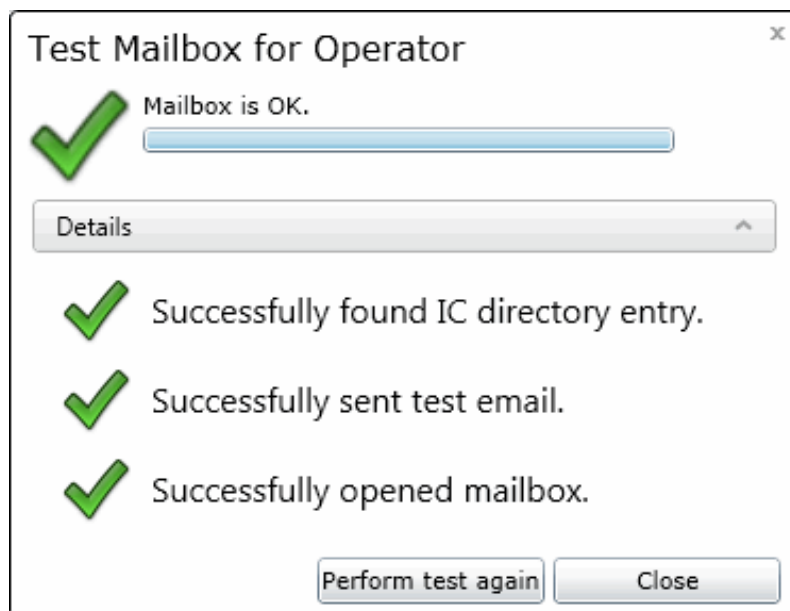 Test Mailbox for Operator
x
Mailbox is OK.
Details
Successfully found IC directory entry.
Successfully sent test email.
Successfully opened mailbox.
Perform test again
Close